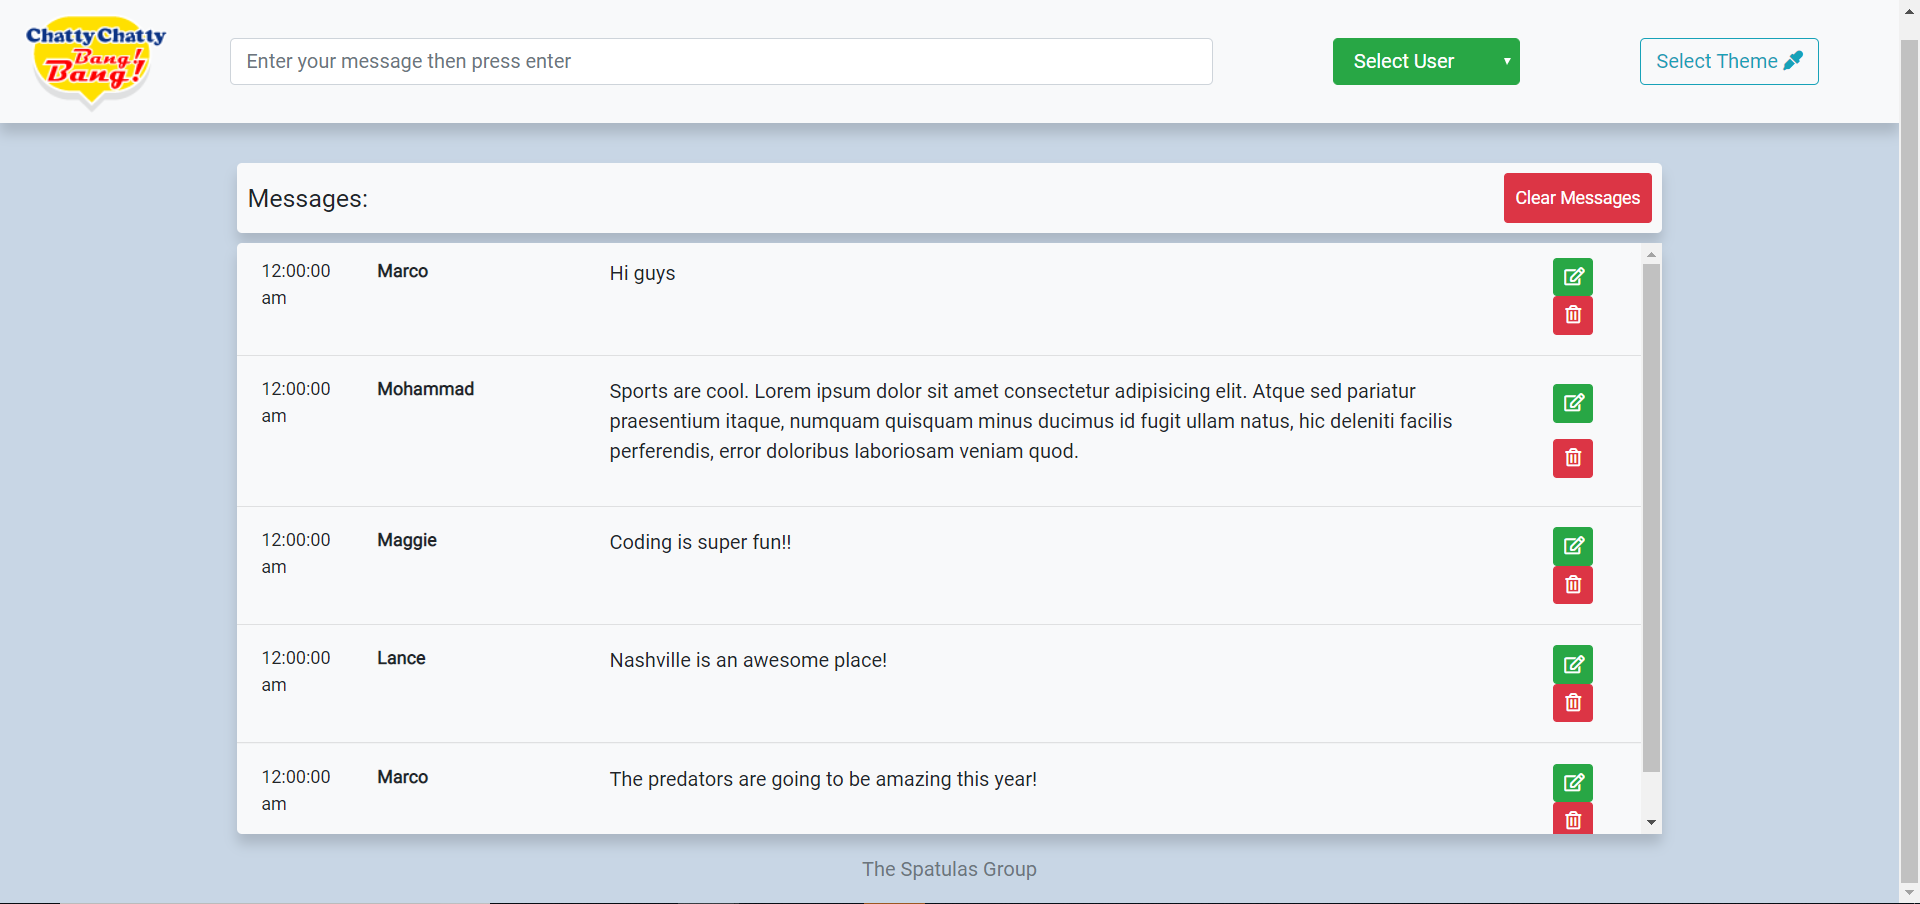 Chatty Chatty
Bang!
Bang!
Enter your message then press enter
Select User
Select Theme
Messages:
Clear Messages
12:00:00
am
Marco
Hi guys
12:00:00
am
Mohammad
Sports are cool. Lorem ipsum dolor sit amet consectetur adipisicing elit. Atque sed pariatur
praesentium itaque, numquam quisquam minus ducimus id fugit ullam natus, hic deleniti facilis
perferendis, error doloribus laboriosam veniam quod.
12:00:00
am
Maggie
Coding is super fun!!
12:00:00
am
Lance
Nashville is an awesome place!
12:00:00
am
Marco
The predators are going to be amazing this year!
The Spatulas Group